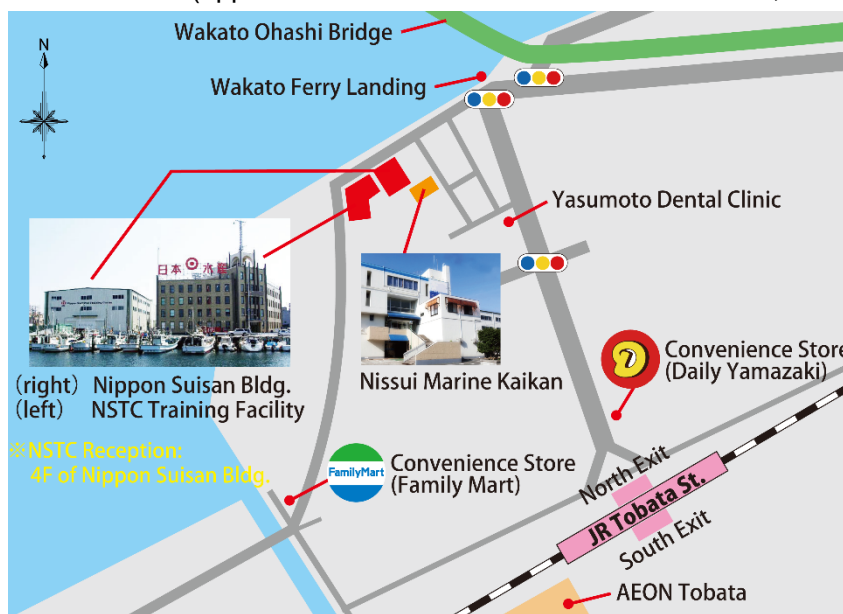 Wakato Ohashi Bridge
N
Wakato Ferry Landing
Yasumoto Dental Clinic
日本水産
Convenience Store
(Daily Yamazaki)
(right) Nippon Suisan Bldg.
(left) NSTC Training Facility
Nissui Marine Kaikan
※NSTC Reception:
4F of Nippon Suisan Bldg.
FamilyMart
Convenience Store
(Family Mart)
North Exit
JR Tobata St.
South Exit
AEON Tobata